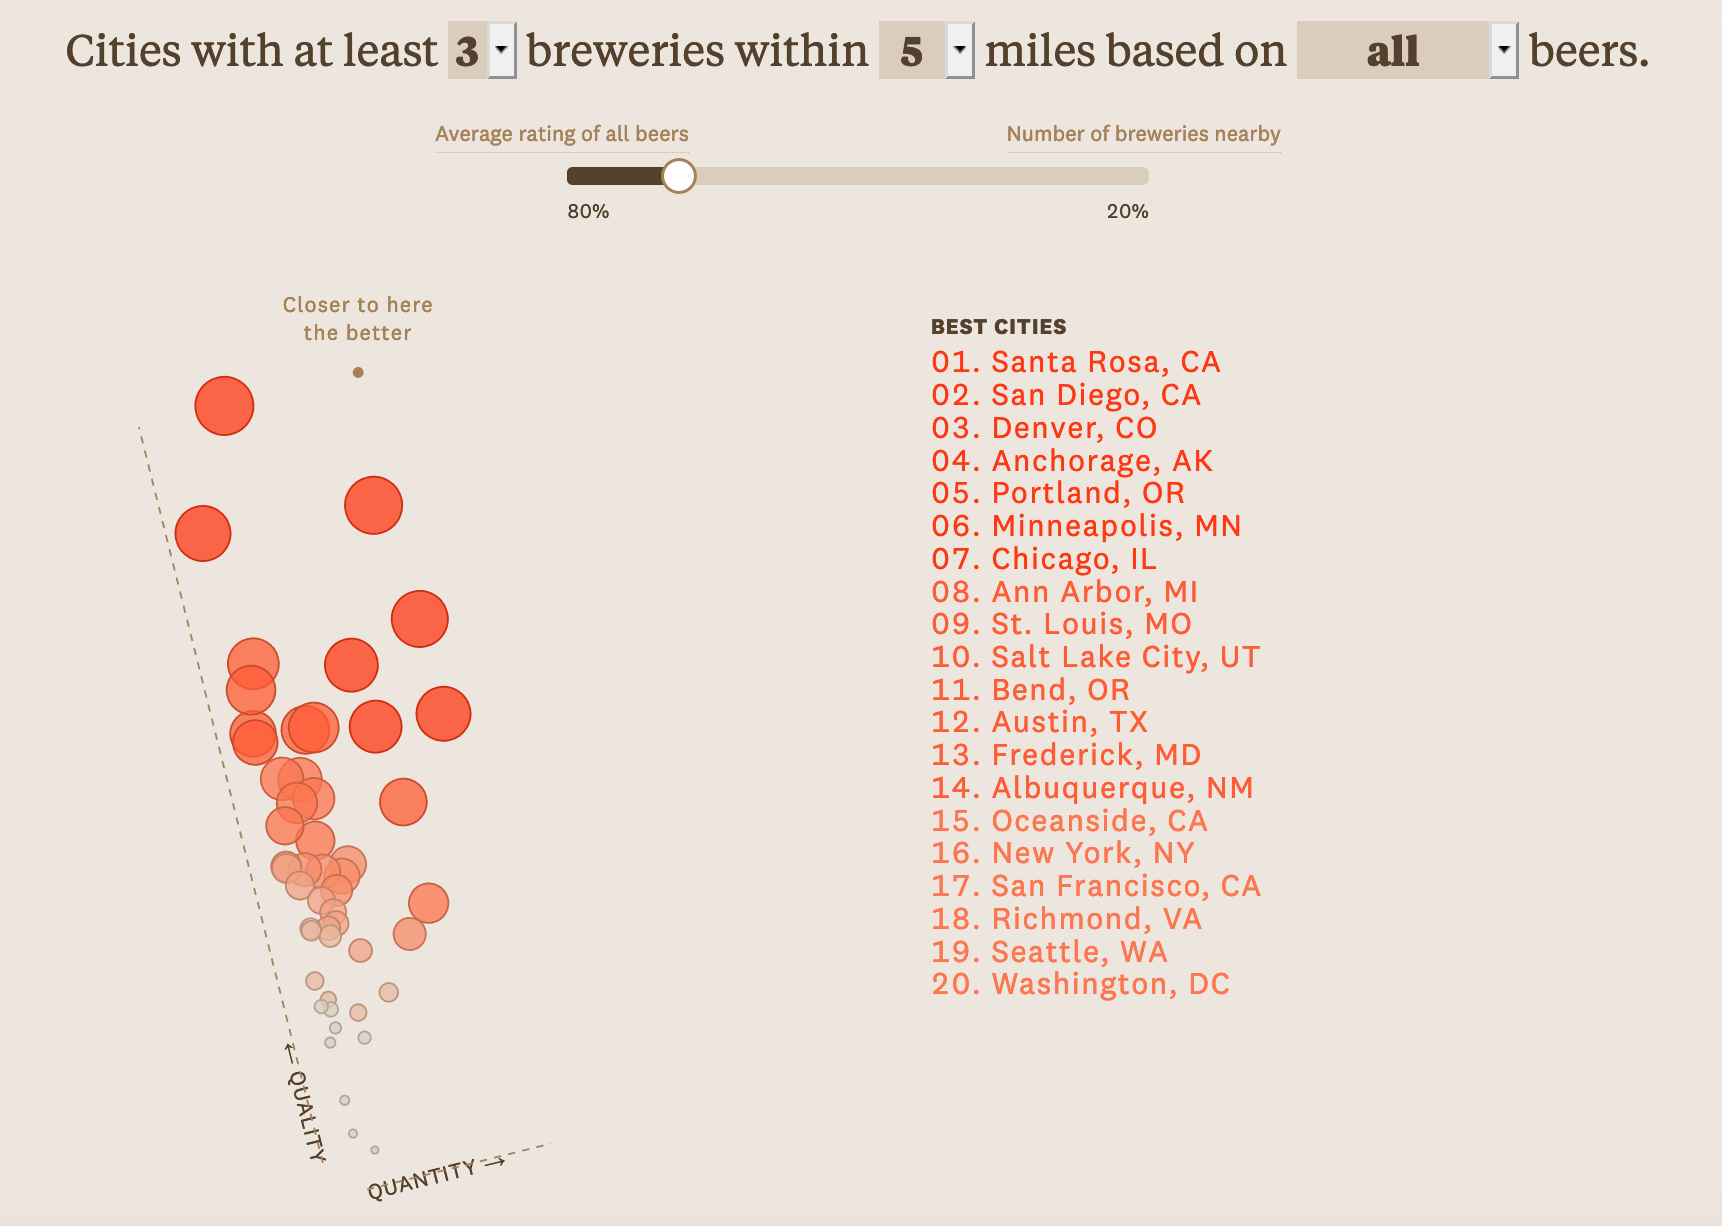 Cities with at least 3 breweries within 5 miles based on all beers.
Average rating of all beers
Number of breweries nearby
80%
20%
Closer to here
the better
BEST CITIES
01. Santa Rosa, CA
02. San Diego, CA
03. Denver, CO
04. Anchorage, AK
05. Portland, OR
06. Minneapolis, MN
07. Chicago, IL
08. Ann Arbor, MI
09. St. Louis, MO
10. Salt Lake City, UT
11. Bend, OR
12. Austin, TX
13. Frederick, MD
14. Albuquerque, NM
15. Oceanside, CA
16. New York, NY
17. San Francisco, CA
18. Richmond, VA
19. Seattle, WA
20. Washington, DC
← QUALITY
QUANTITY →